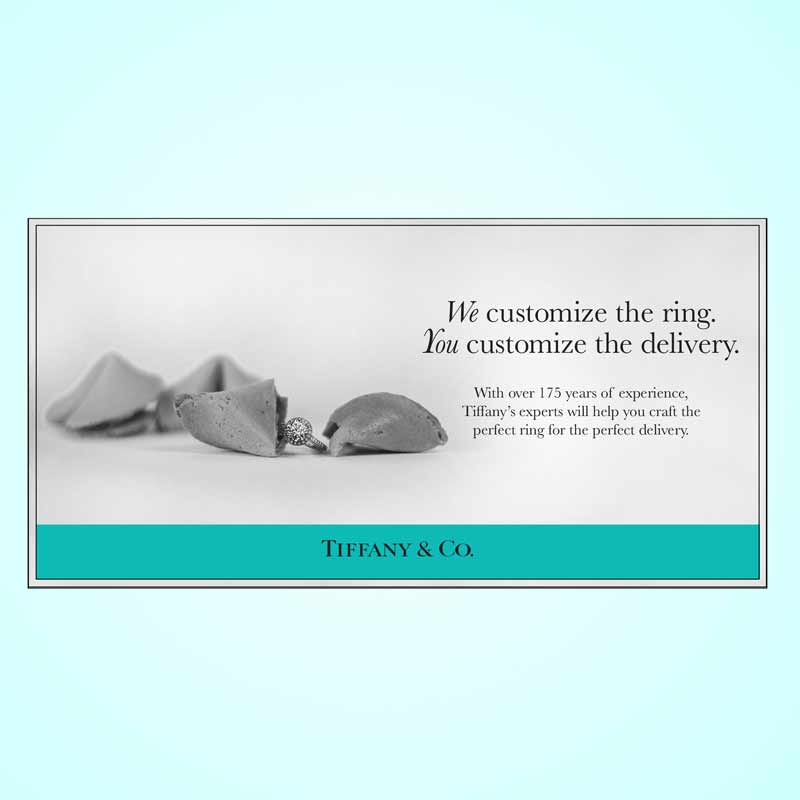 We customize the ring.
You customize the delivery.
With over 175 years of experience,
Tiffany's experts will help you craft the
perfect ring for the perfect delivery.
TIFFANY & CO.